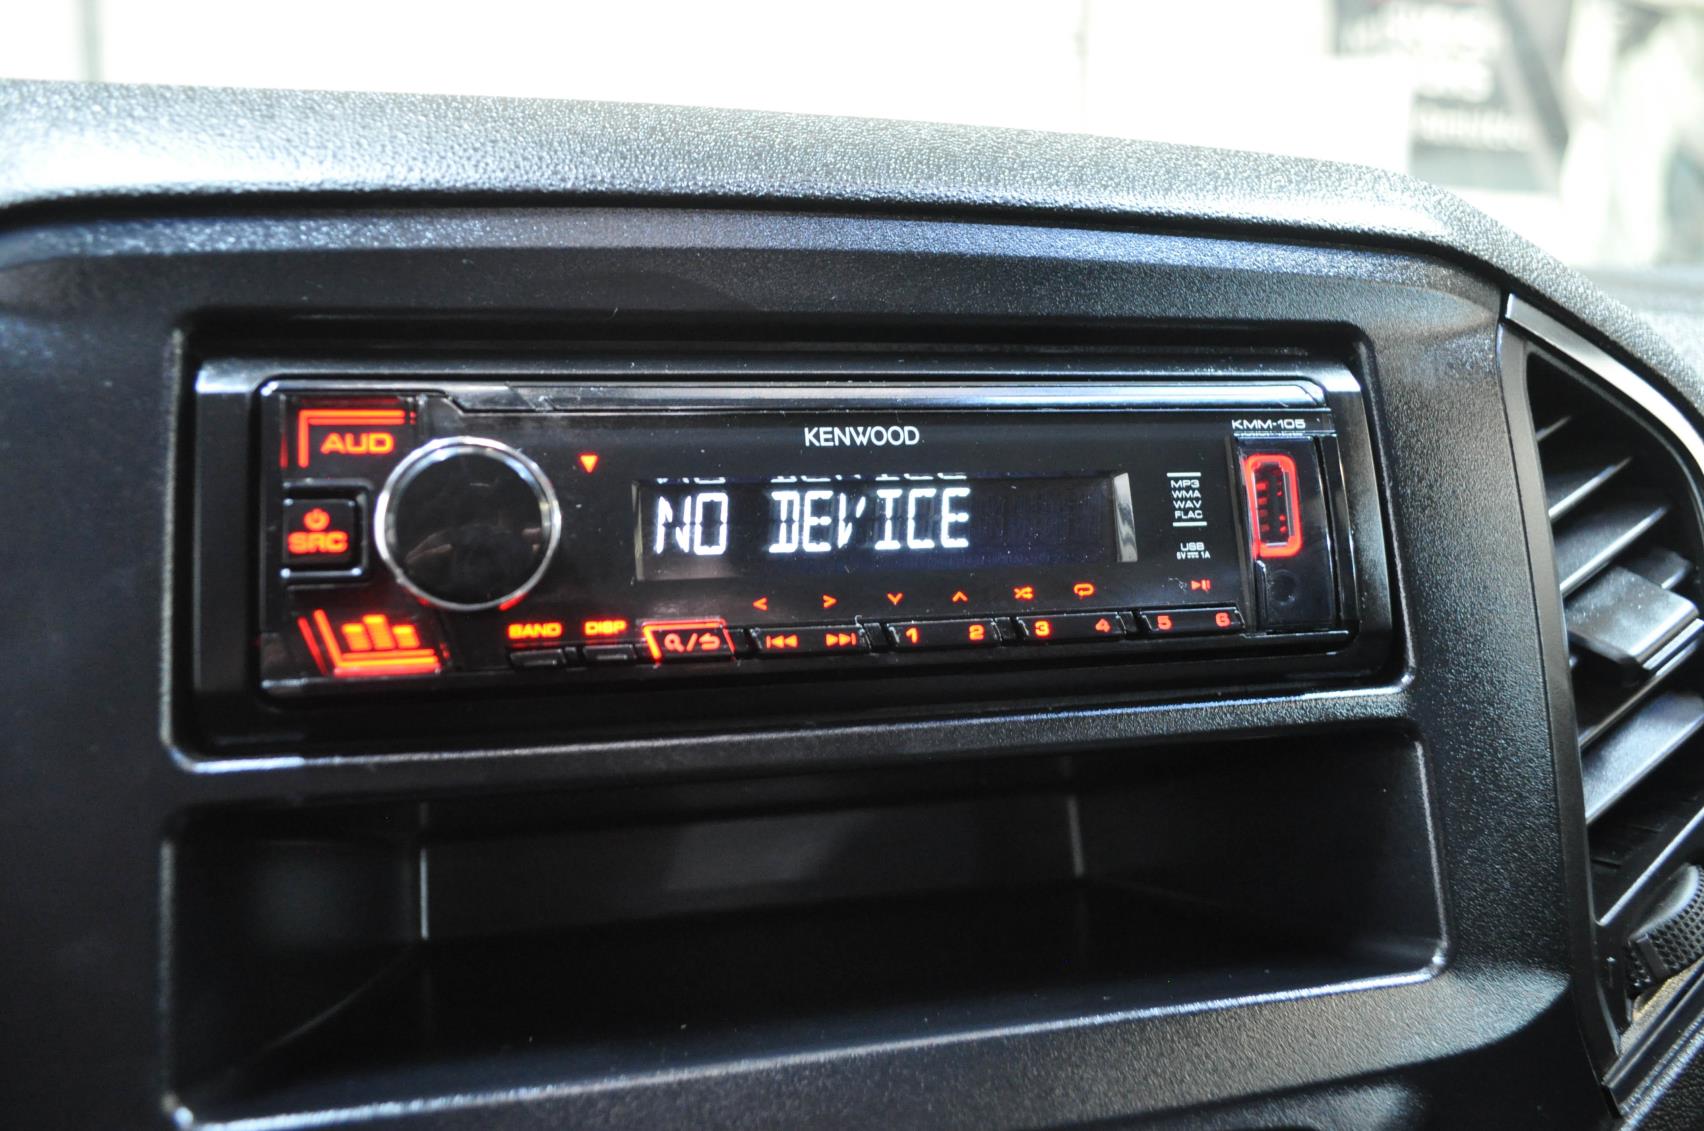 KENWOOD
KMM-105
AUD
NO DEVICE
MP3
WMA
WAV
FLAC
SRC
USB
5V 1A
BAND DISP
1 2 3 4 5 6